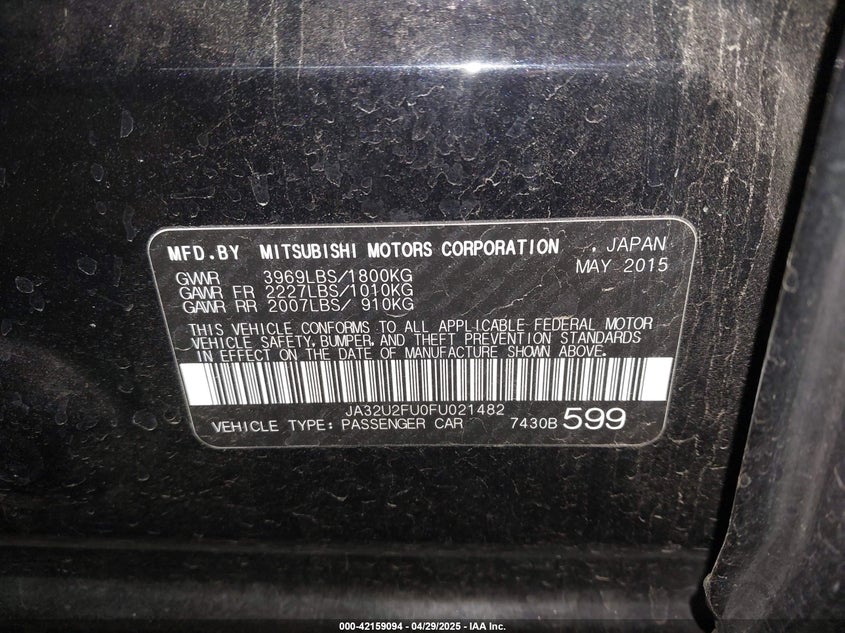 MFD.BY MITSUBISHI MOTORS CORPORATION , JAPAN
MAY 2015
GVWR 3969LBS/1800KG
GAWR FR 2227LBS/1010KG
GAWR RR 2007LBS/ 910KG
THIS VEHICLE CONFORMS TO ALL APPLICABLE FEDERAL MOTOR
VEHICLE SAFETY, BUMPER, AND THEFT PREVENTION STANDARDS
IN EFFECT ON THE DATE OF MANUFACTURE SHOWN ABOVE.
JA32U2FU0FU021482
VEHICLE TYPE: PASSENGER CAR 7430B 599
000-42159094 - 04/29/2025 - IAA Inc.